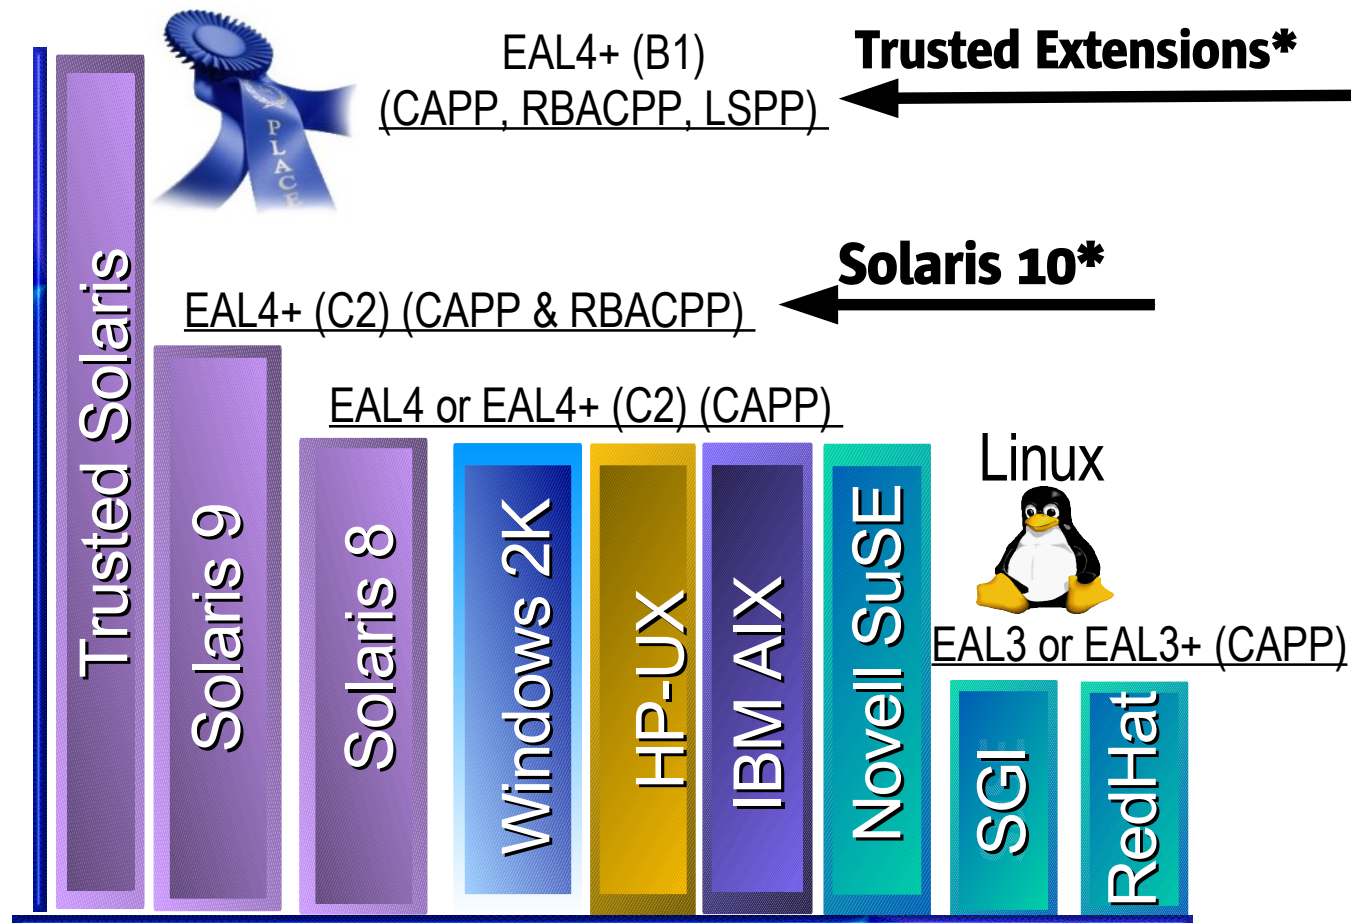 EAL4+ (B1)
(CAPP, RBACPP, LSPP)
Trusted Extensions*
PLACE
Solaris 10*
EAL4+ (C2) (CAPP & RBACPP)
EAL4 or EAL4+ (C2) (CAPP)
Linux
EAL3 or EAL3+ (CAPP)
Trusted Solaris
Solaris 9
Solaris 8
Windows 2K
HP-UX
IBM AIX
Novell SuSE
SGI
RedHat